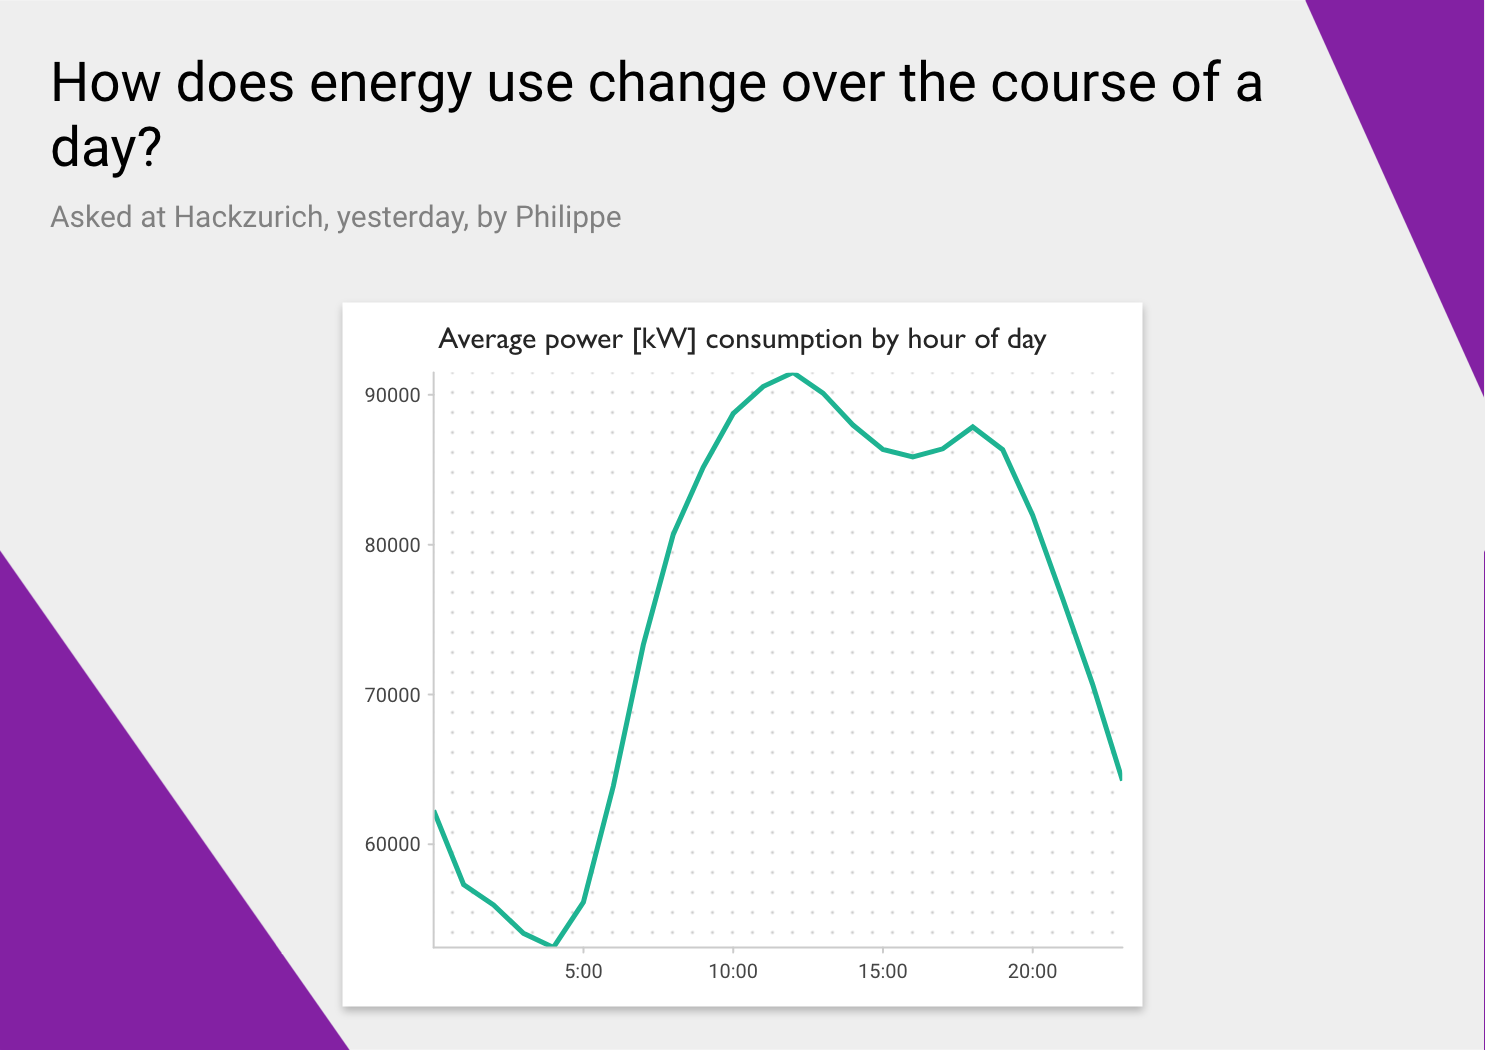 How does energy use change over the course of a
day?
Asked at Hackzurich, yesterday, by Philippe
Average power [kW] consumption by hour of day
90000
80000
70000
60000
5:00
10:00
15:00
20:00